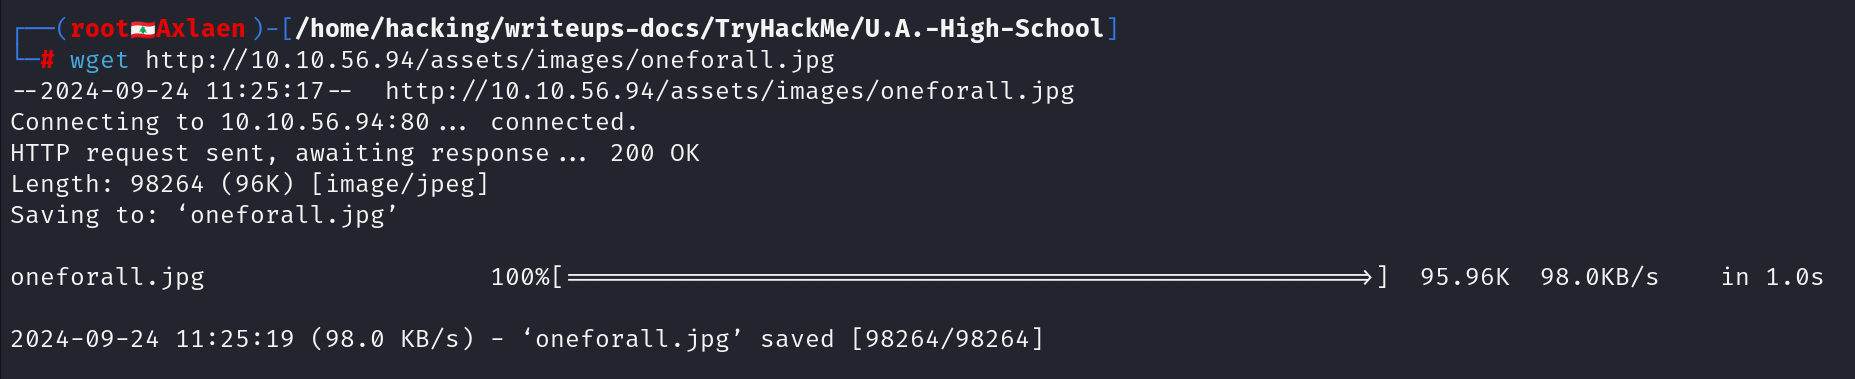 ┌──(root🇱🇧Axlaen)-[/home/hacking/writeups-docs/TryHackMe/U.A.-High-School]
└─# wget http://10.10.56.94/assets/images/oneforall.jpg
--2024-09-24 11:25:17--  http://10.10.56.94/assets/images/oneforall.jpg
Connecting to 10.10.56.94:80... connected.
HTTP request sent, awaiting response... 200 OK
Length: 98264 (96K) [image/jpeg]
Saving to: ‘oneforall.jpg’
oneforall.jpg 100%[=====================================================>] 95.96K 98.0KB/s in 1.0s
2024-09-24 11:25:19 (98.0 KB/s) - ‘oneforall.jpg’ saved [98264/98264]